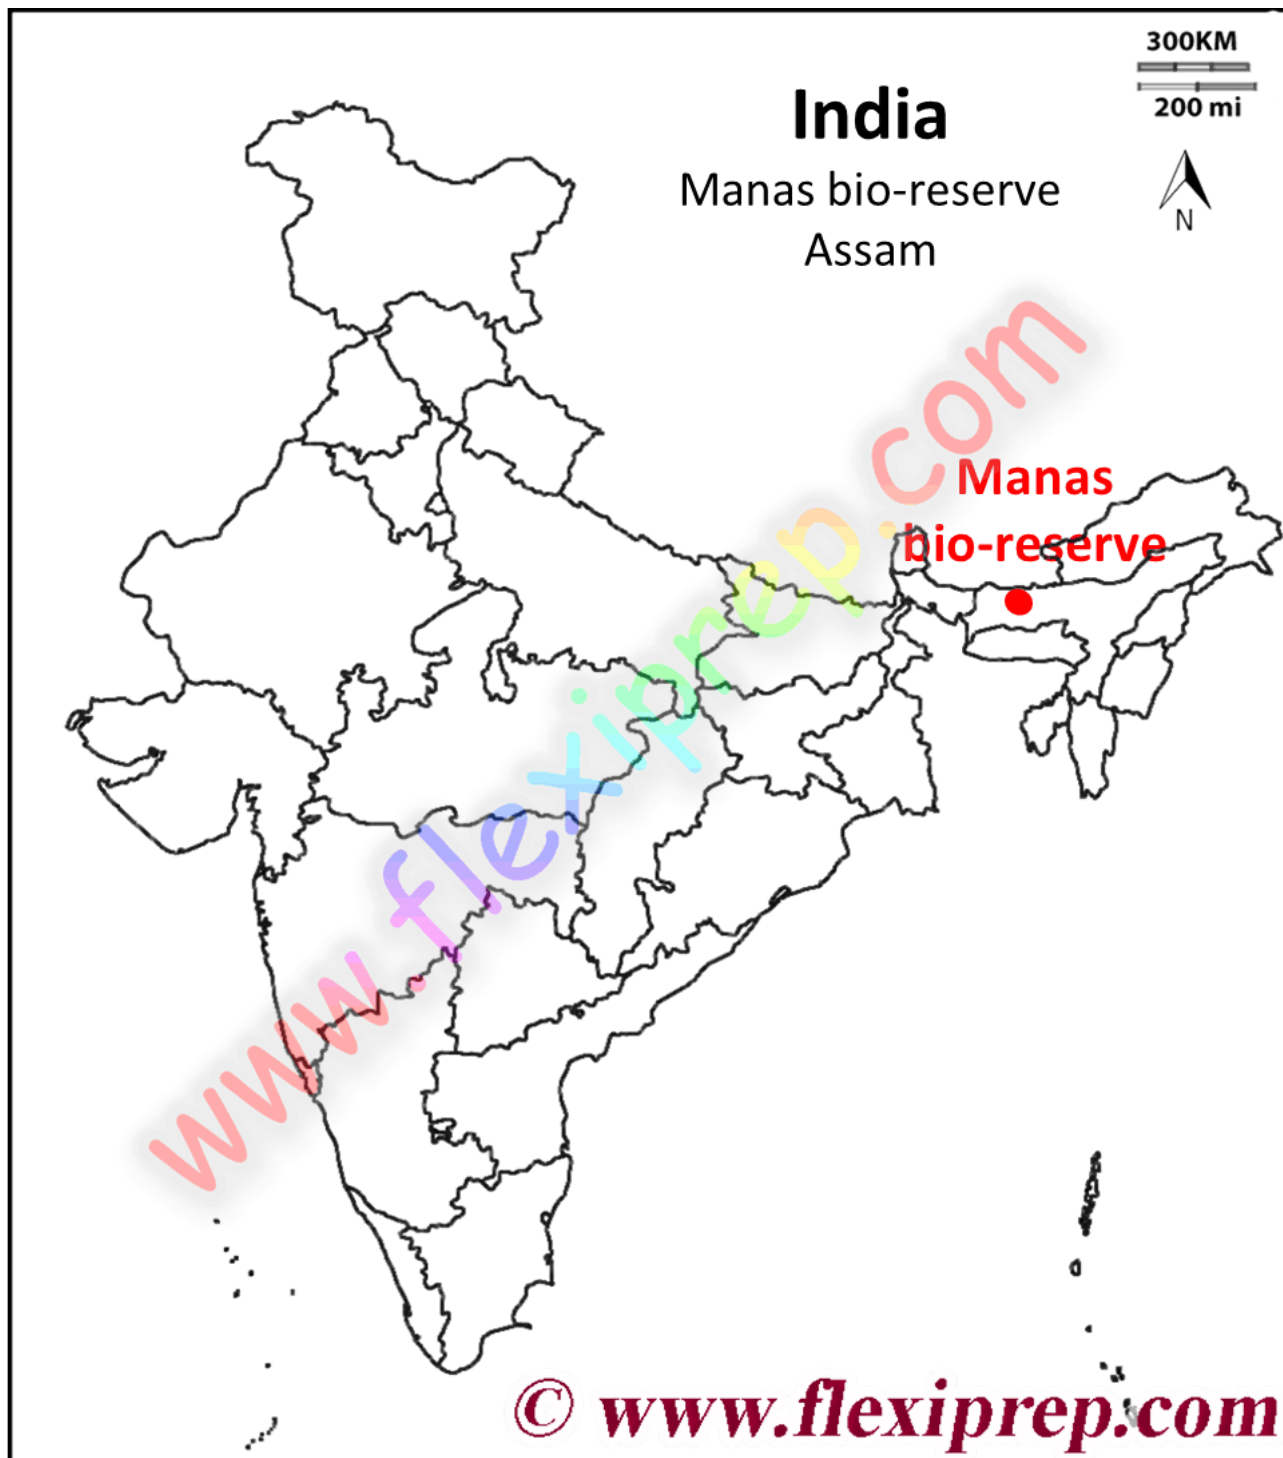 300KM
200 mi
India
Manas bio-reserve
Assam
N
Manas
bio-reserve
www.flexiprep.com
© www.flexiprep.com